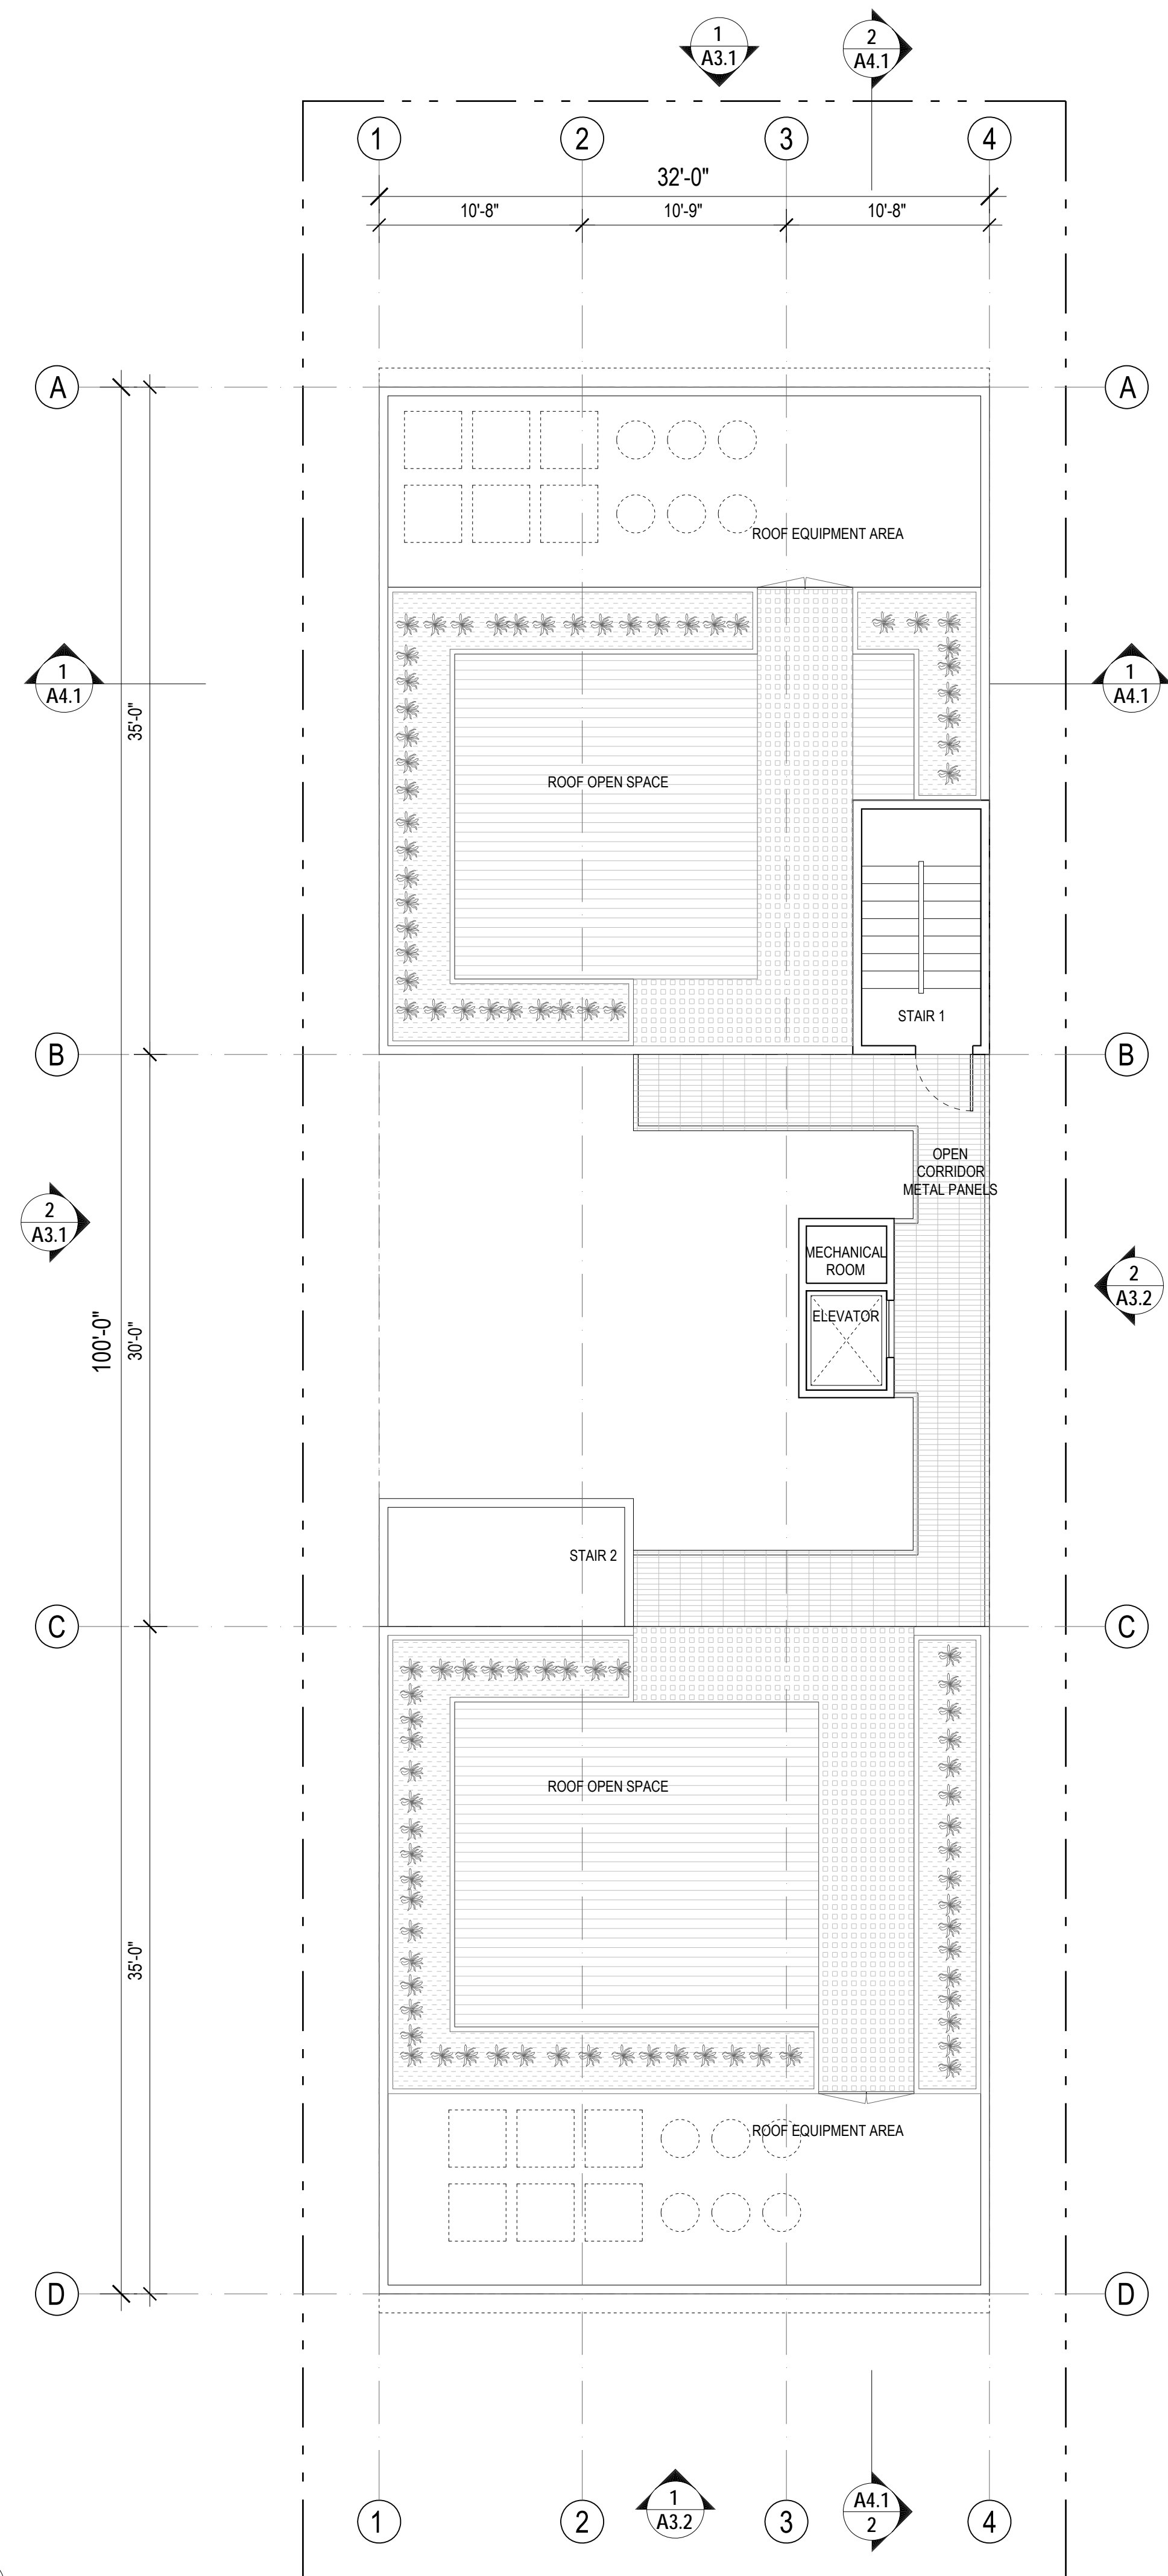 1
A3.1
2
A4.1
1
2
3
4
32'-0"
10'-8"
10'-9"
10'-8"
A
A
ROOF EQUIPMENT AREA
1
A4.1
1
A4.1
35'-0"
ROOF OPEN SPACE
STAIR 1
B
B
OPEN
CORRIDOR
METAL PANELS
2
A3.1
MECHANICAL
ROOM
2
A3.2
ELEVATOR
100'-0"
30'-0"
STAIR 2
C
C
ROOF OPEN SPACE
35'-0"
ROOF EQUIPMENT AREA
D
D
1
A3.2
A4.1
2
1
2
3
4